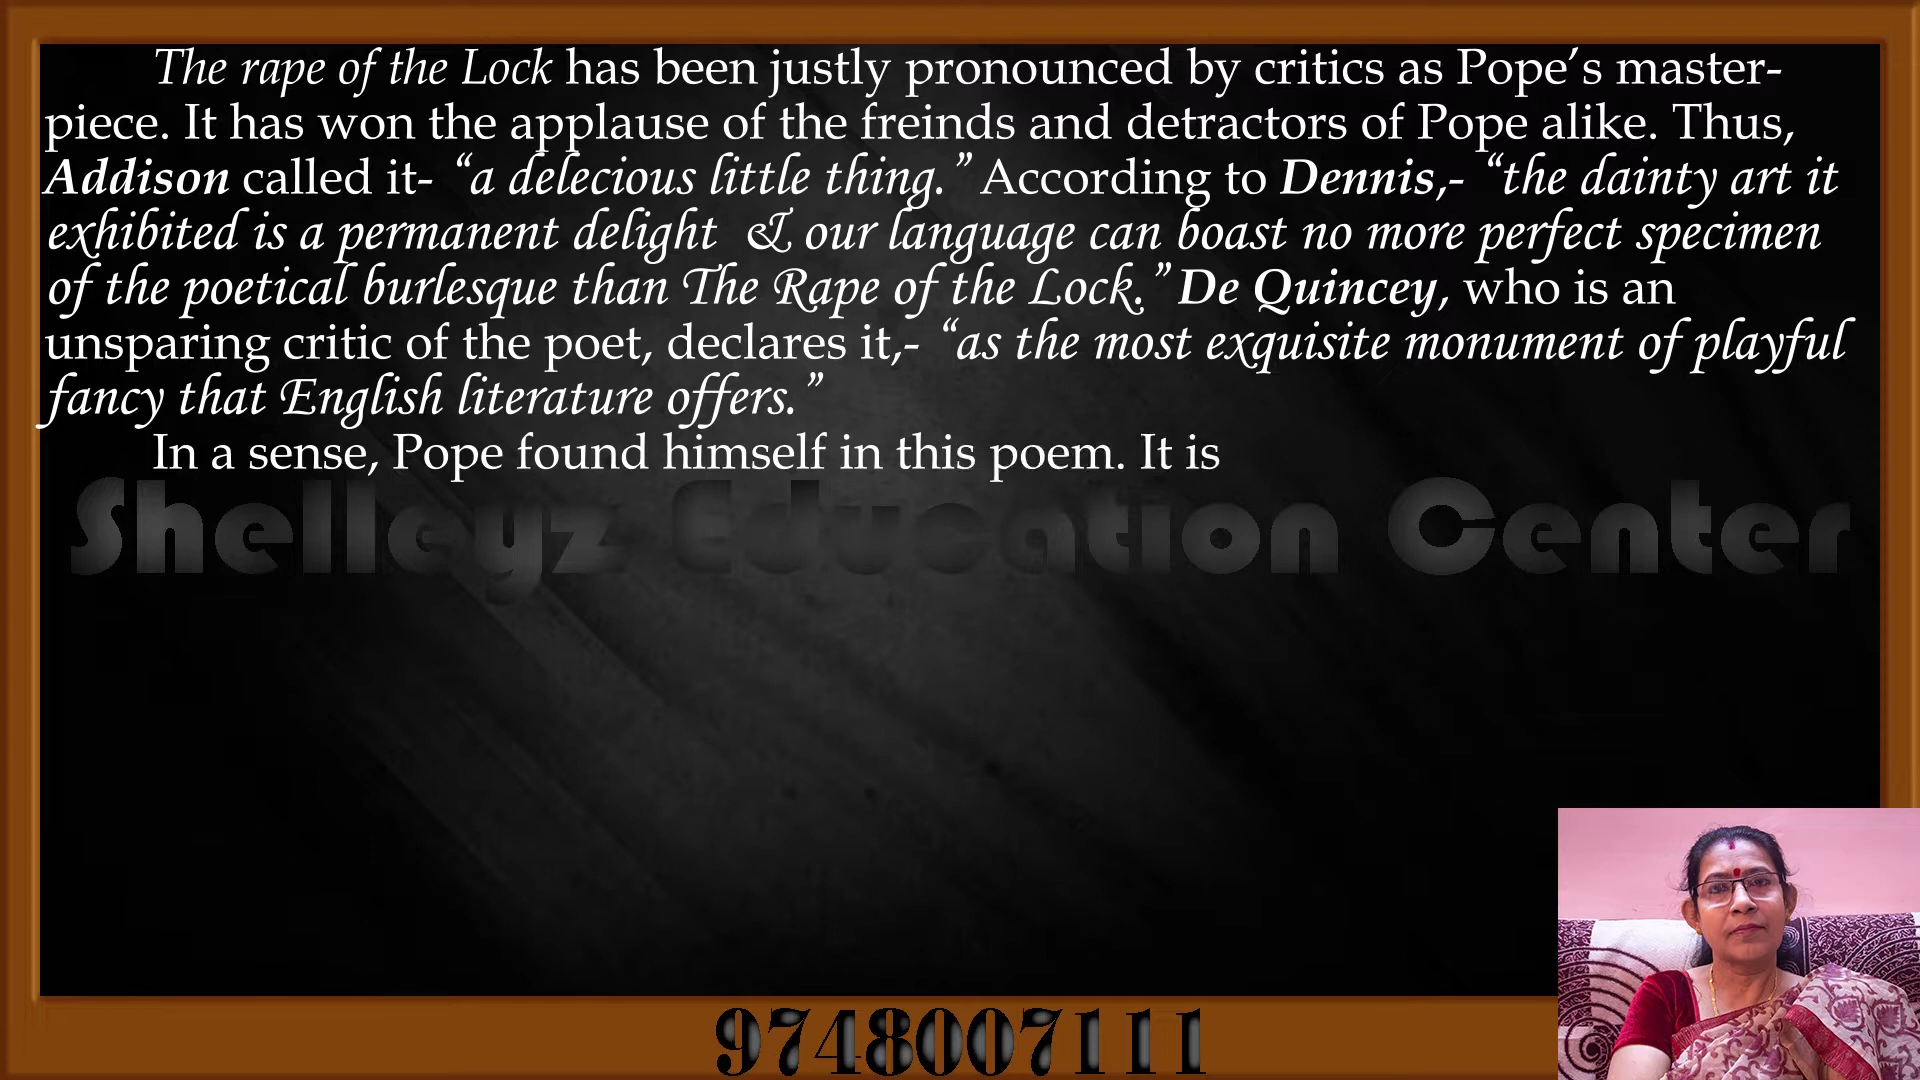 The rape of the Lock has been justly pronounced by critics as Pope’s master-
piece. It has won the applause of the freinds and detractors of Pope alike. Thus,
Addison called it- “a delecious little thing.” According to Dennis,- “the dainty art it
exhibited is a permanent delight & our language can boast no more perfect specimen
of the poetical burlesque than The Rape of the Lock.” De Quincey, who is an
unsparing critic of the poet, declares it,- “as the most exquisite monument of playful
fancy that English literature offers.”
In a sense, Pope found himself in this poem. It is
Shelleyz Education Center
9748007111